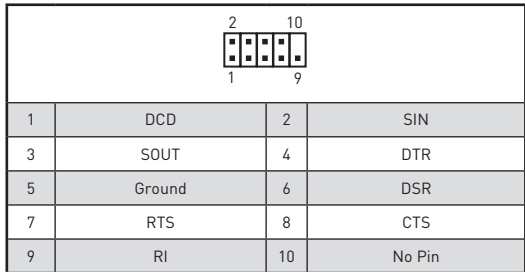 2 10
1 9
1 DCD 2 SIN
3 SOUT 4 DTR
5 Ground 6 DSR
7 RTS 8 CTS
9 RI 10 No Pin